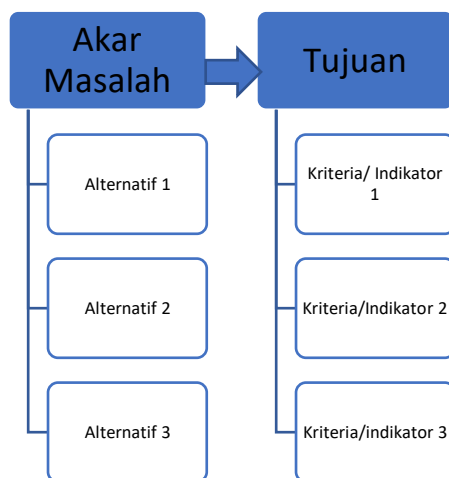 Akar
Masalah
Tujuan
Alternatif 1
Alternatif 2
Alternatif 3
Kriteria/ Indikator
1
Kriteria/Indikator 2
Kriteria/indikator 3